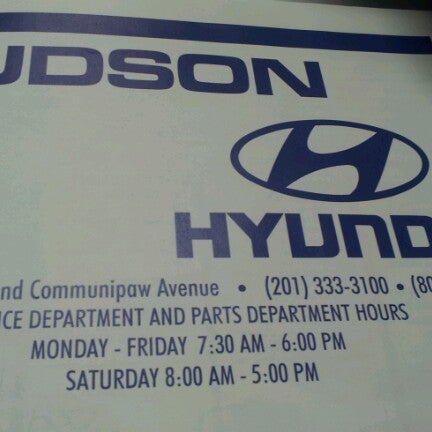 UDSON
HYUND
nd Communipaw Avenue • (201) 333-3100 • (80
ICE DEPARTMENT AND PARTS DEPARTMENT HOURS
MONDAY - FRIDAY 7:30 AM - 6:00 PM
SATURDAY 8:00 AM - 5:00 PM